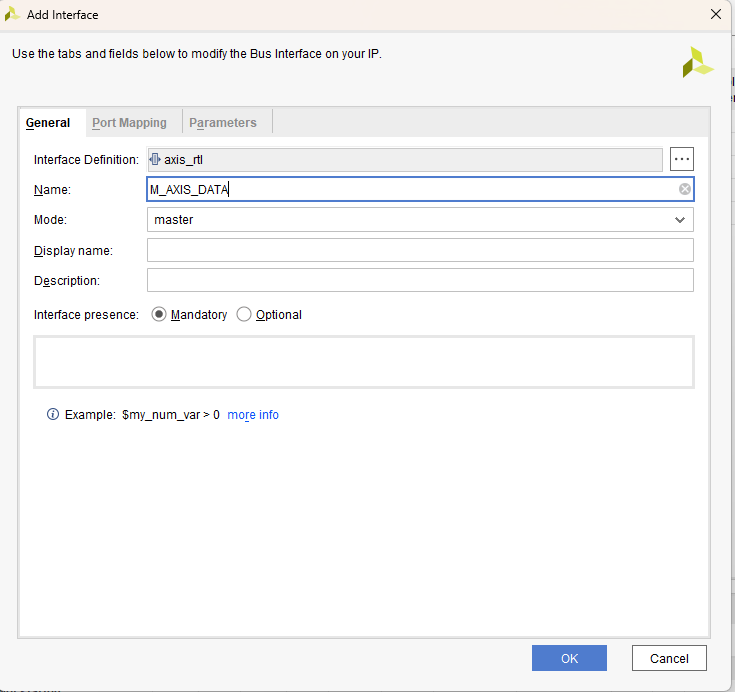 Add Interface
Use the tabs and fields below to modify the Bus Interface on your IP.
General Port Mapping Parameters
Interface Definition: axis_rtl ...
Name: M_AXIS_DATA
Mode: master
Display name:
Description:
Interface presence: Mandatory Optional
Example: $my_num_var > 0 more info
OK Cancel